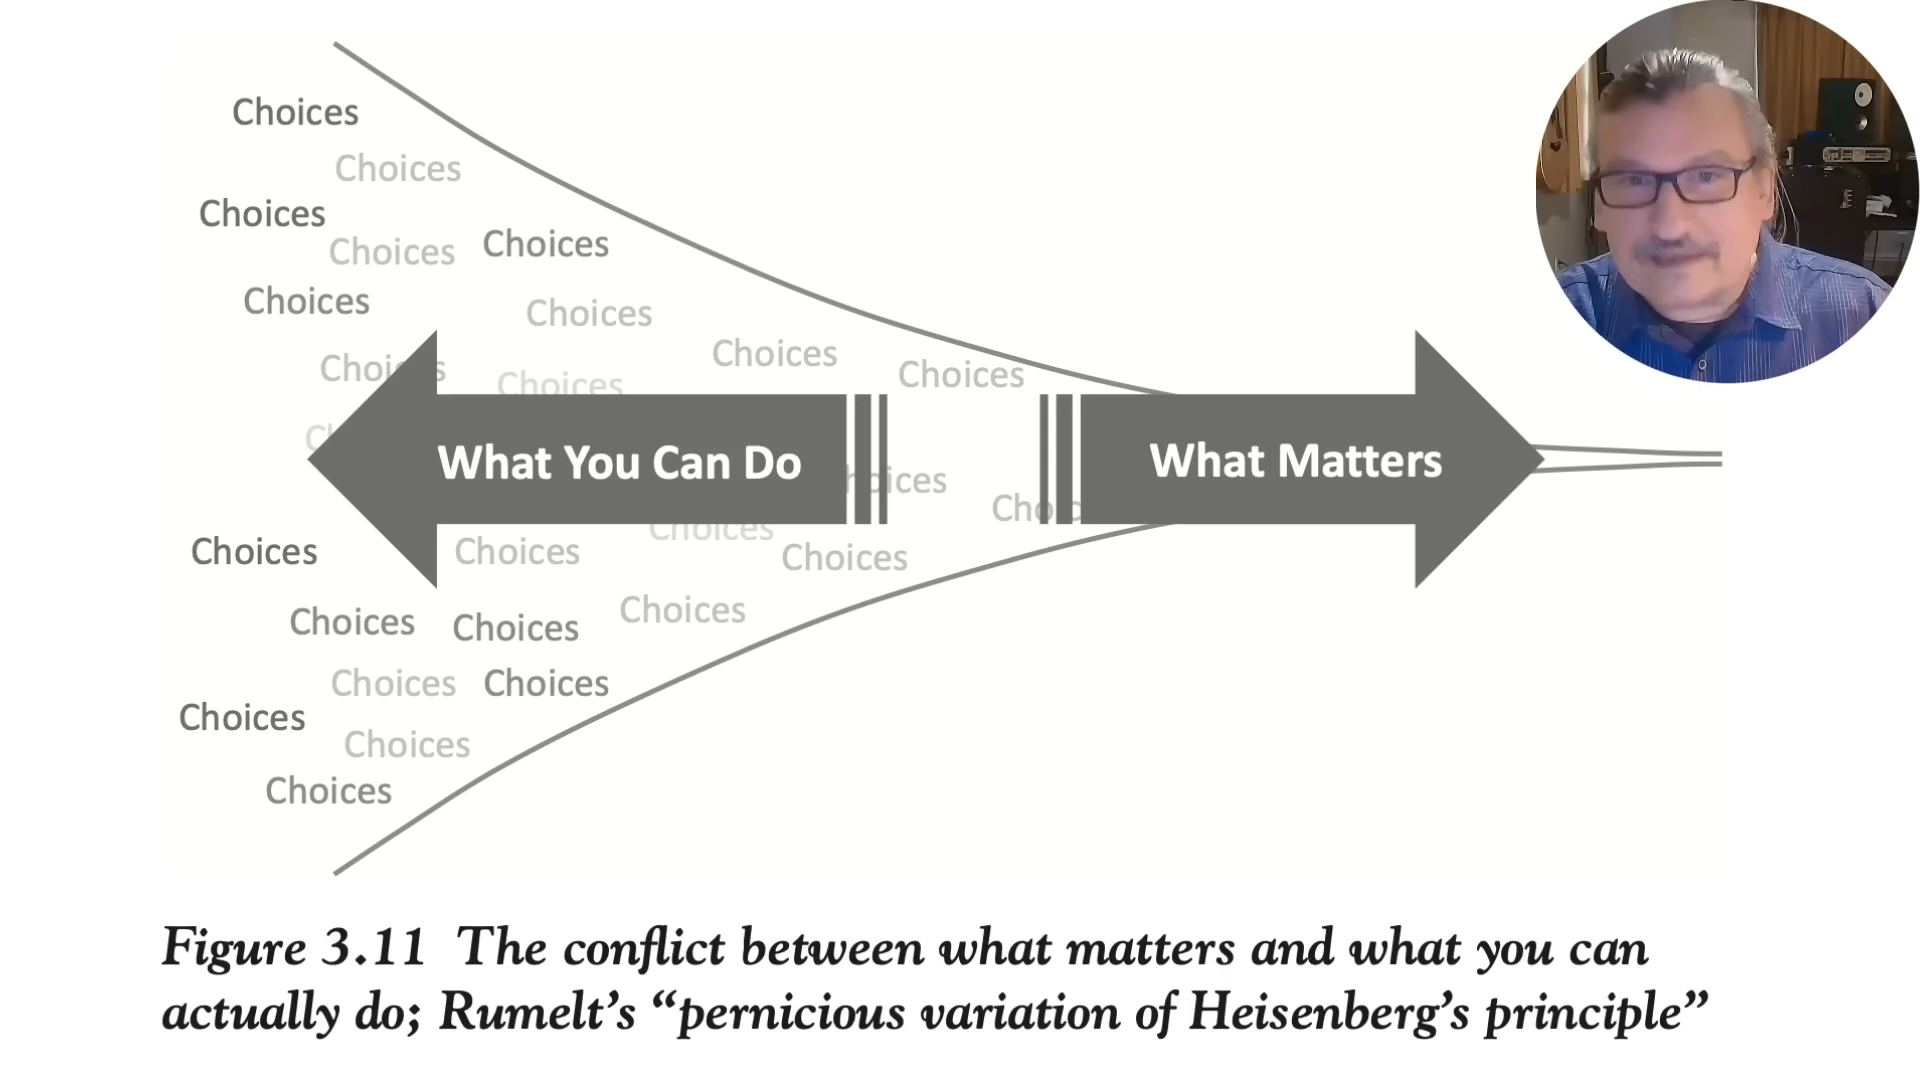 Choices
Choices
Choices
Choices
Choices
Choices
Choices
Choices
Choices
Choices
What You Can Do
What Matters
Choices
Choices
Choices
Choices
Choices
Choices
Choices
Choices
Choices
Choices
Choices
Choices
Figure 3.11 The conflict between what matters and what you can
actually do; Rumelt’s “pernicious variation of Heisenberg’s principle”